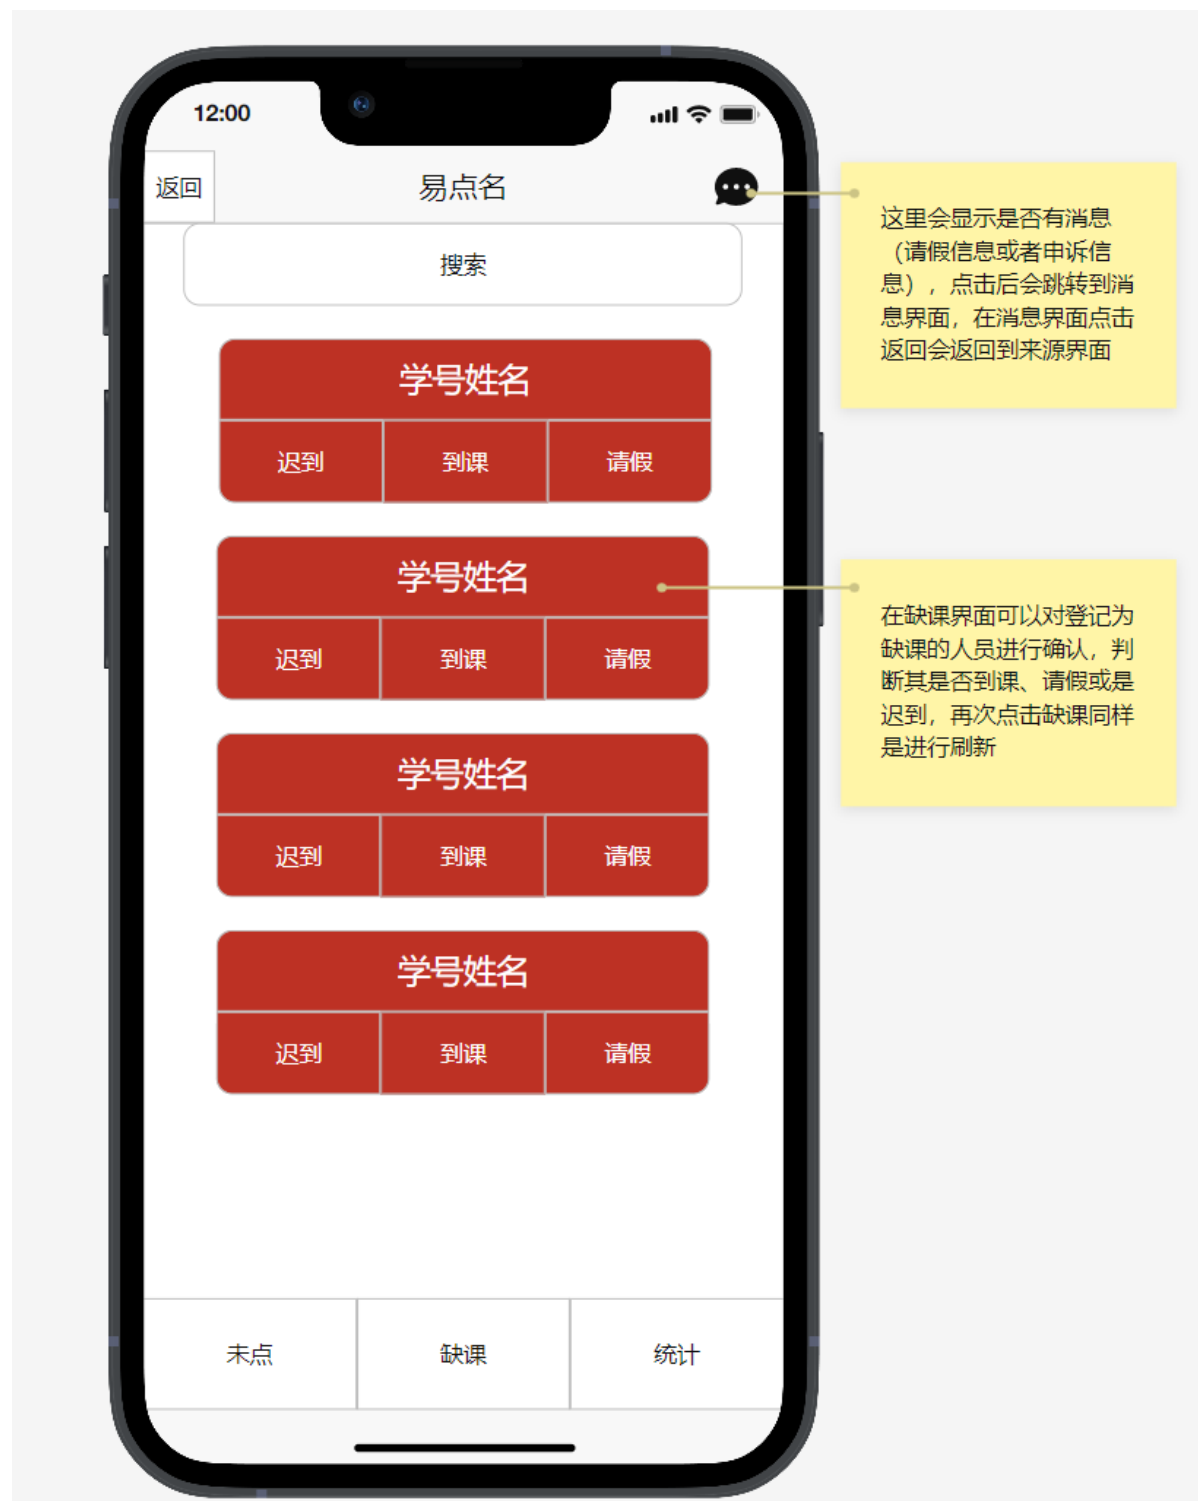 12:00
返回
易点名
搜索
学号姓名
迟到 到课 请假
学号姓名
迟到 到课 请假
学号姓名
迟到 到课 请假
学号姓名
迟到 到课 请假
未点 缺课 统计
这里会显示是否有消息
（请假信息或者申诉信
息），点击后会跳转到消
息界面，在消息界面点击
返回会返回到来源界面
在缺课界面可以对登记为
缺课的人员进行确认，判
断其是否到课、请假或是
迟到，再次点击缺课同样
是进行刷新